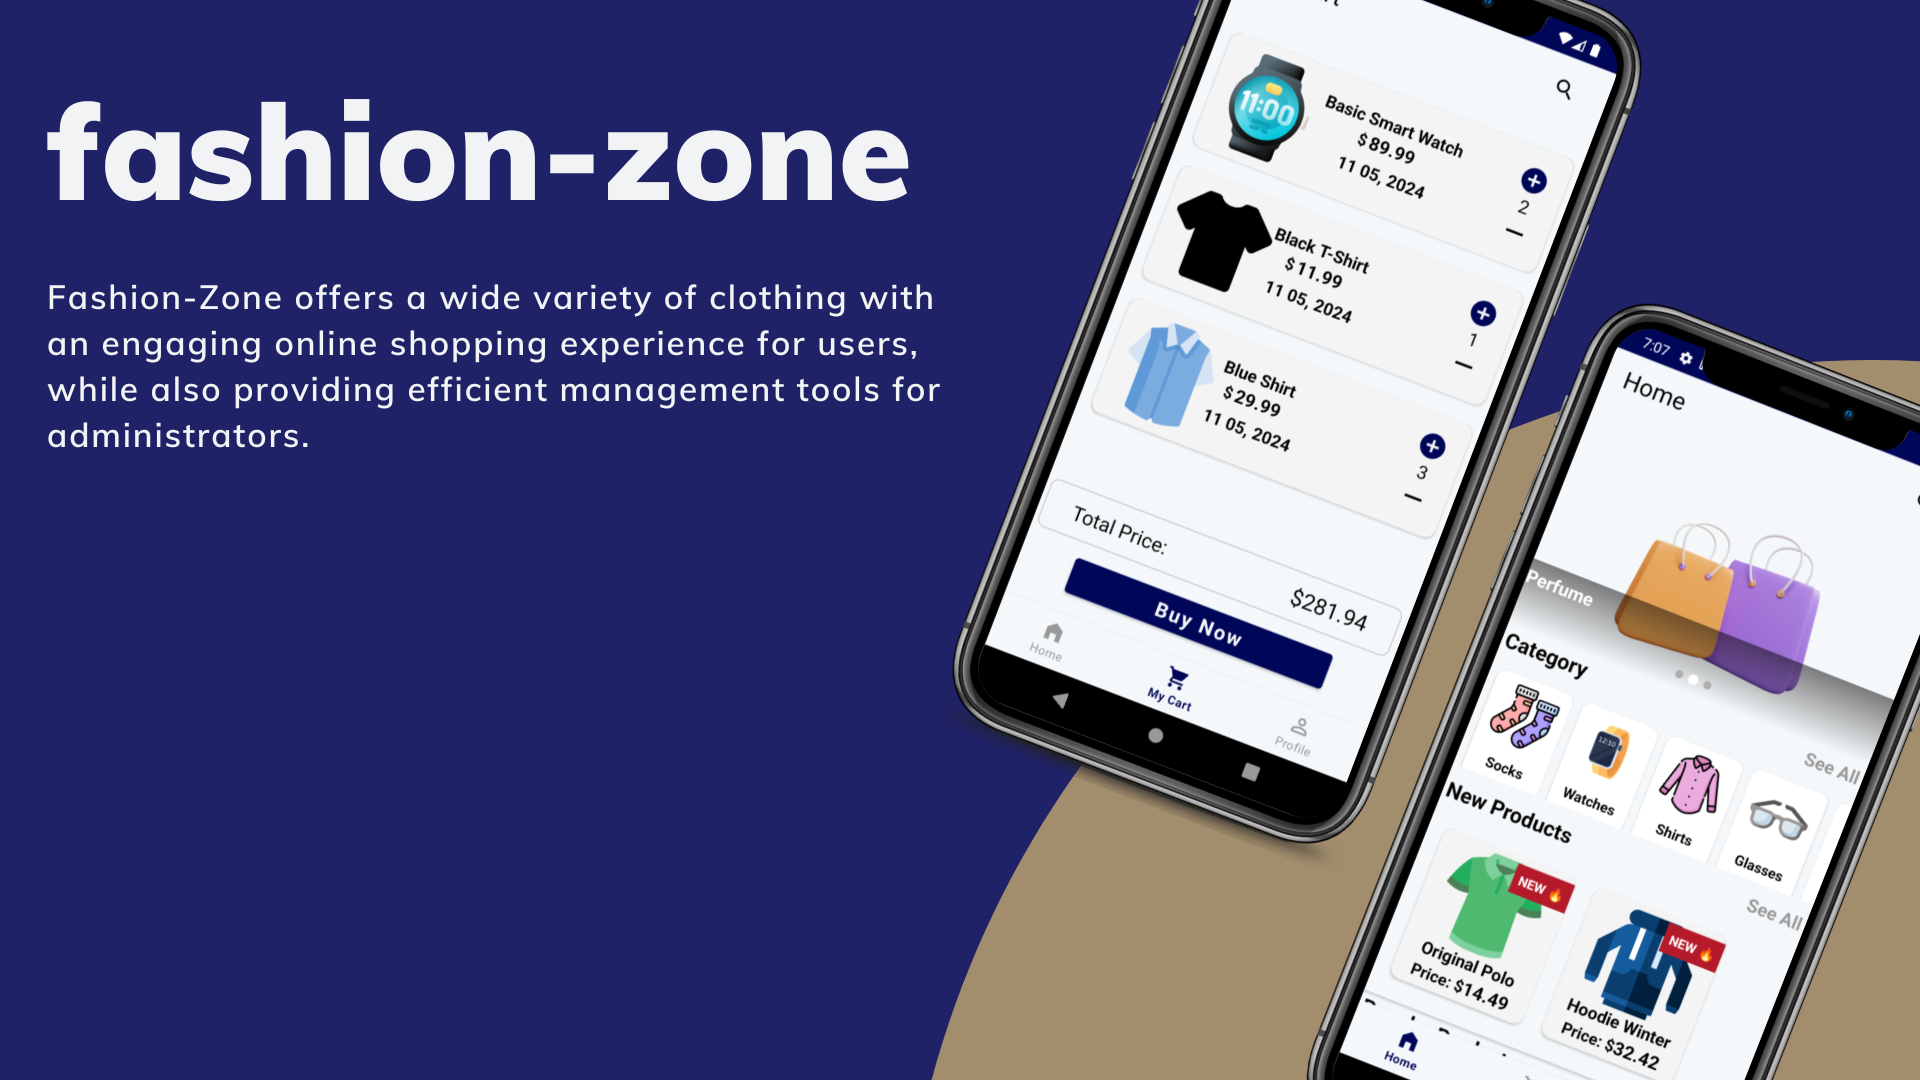 fashion-zone
Fashion-Zone offers a wide variety of clothing with
an engaging online shopping experience for users,
while also providing efficient management tools for
administrators.
11:00
Basic Smart Watch
$89.99
11 05, 2024
2
Black T-Shirt
$11.99
11 05, 2024
1
Blue Shirt
$29.99
11 05, 2024
3
Total Price:
$281.94
Buy Now
Home
My Cart
Profile
7:07
Home
Perfume
Category
See All
12:10
Socks
Watches
Shirts
Glasses
New Products
See All
NEW
Original Polo
Price: $14.49
NEW
Hoodie Winter
Price: $32.42
Home